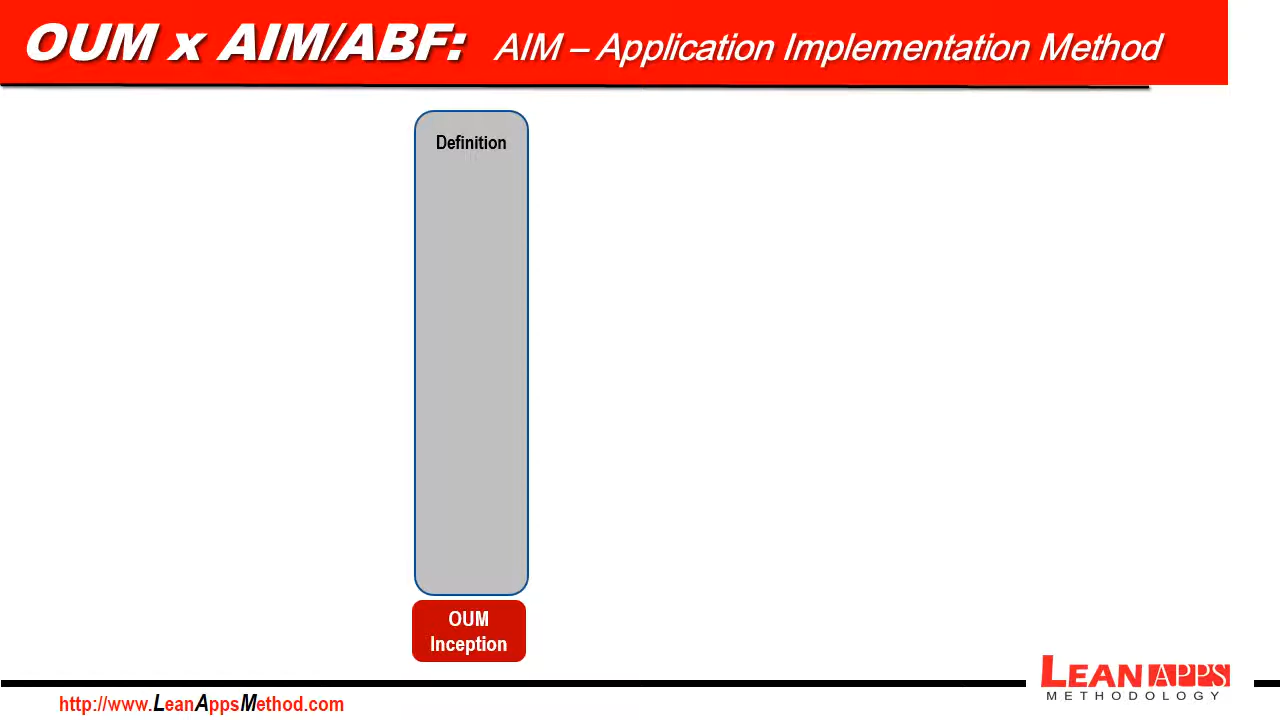 OUM x AIM/ABF: AIM – Application Implementation Method
Definition
OUM
Inception
LEAN APPS
METHODOLOGY
http://www.LeanAppsMethod.com